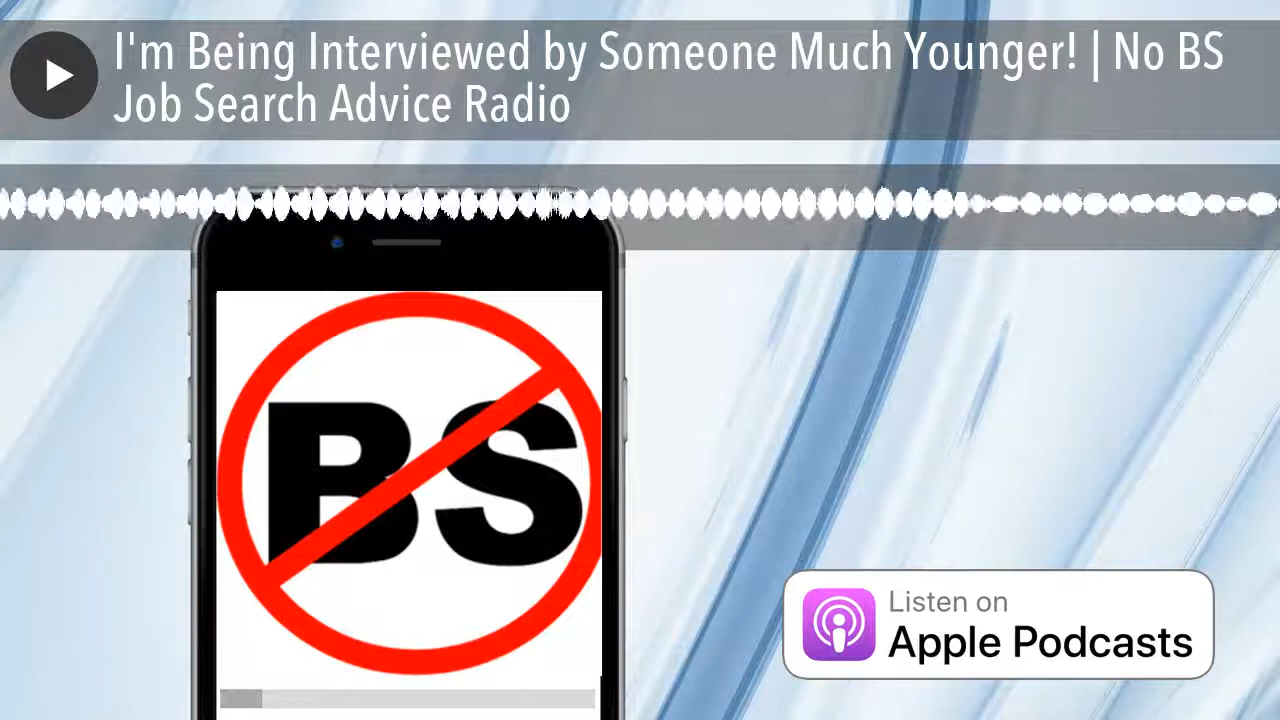 I'm Being Interviewed by Someone Much Younger! | No BS
Job Search Advice Radio
BS
Listen on
Apple Podcasts